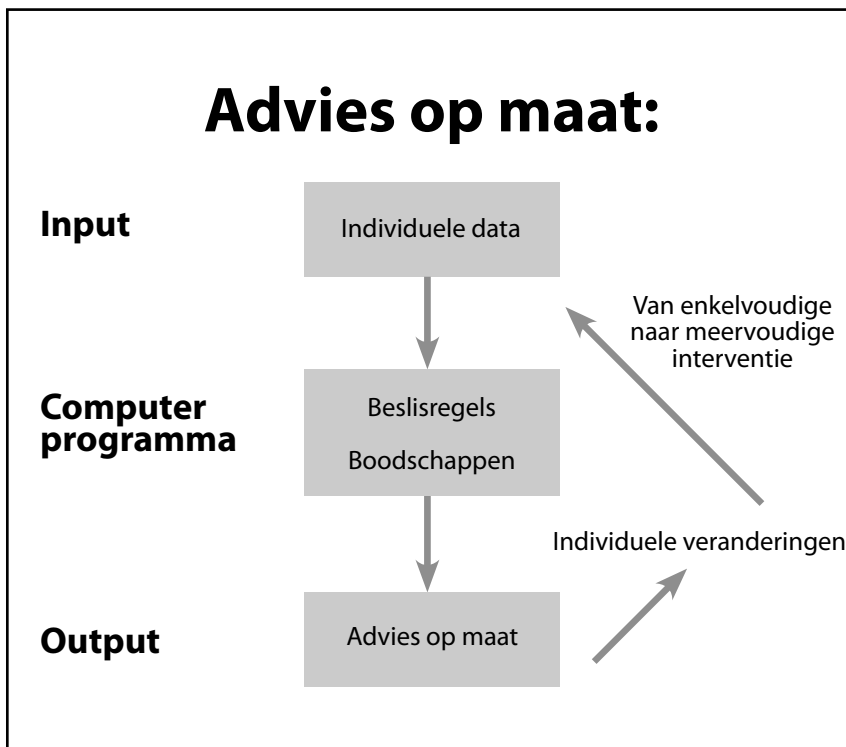 Advies op maat:
Input
Individuele data
Van enkelvoudige
naar meervoudige
interventie
Computer
programma
Beslisregels
Boodschappen
Individuele veranderingen
Output
Advies op maat